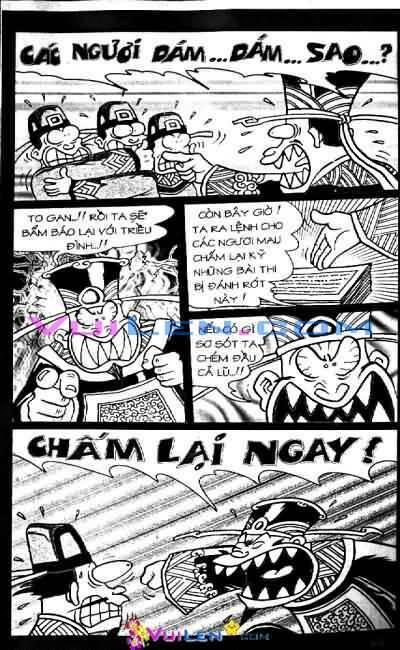 CÁC NGƯƠI DÁM... DÁM... SAO...?
TO GAN..!! RỒI TA SẼ
BẨM BÁO LẠI VỚI TRIỀU
ĐÌNH..!!
CÒN BÂY GIỜ!
TA RA LỆNH CHO
CÁC NGƯƠI MAU
CHẤM LẠI KỸ
NHỮNG BÀI THI
BỊ ĐÁNH RỚT
NÀY!
VUILEN.COM
NẾU CÓ GÌ
SƠ SÓT TA
CHÉM ĐẦU
CẢ LŨ..!!
CHẤM LẠI NGAY!
VUILEN.COM